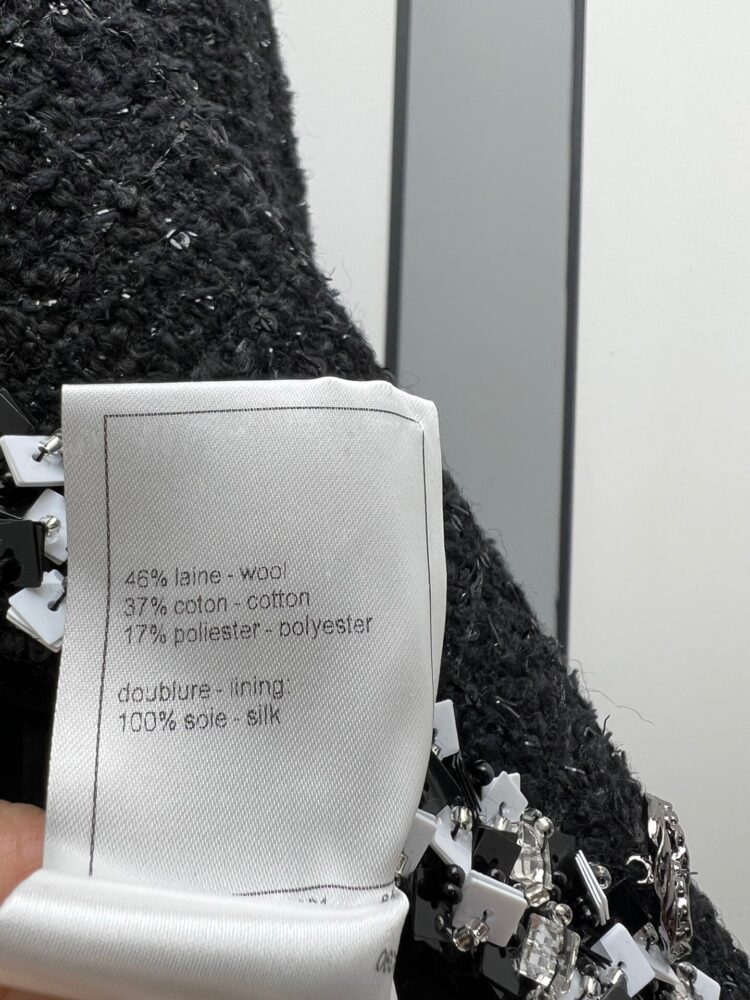 46% laine - wool
37% coton - cotton
17% poliester - polyester
doublure - lining:
100% soie - silk